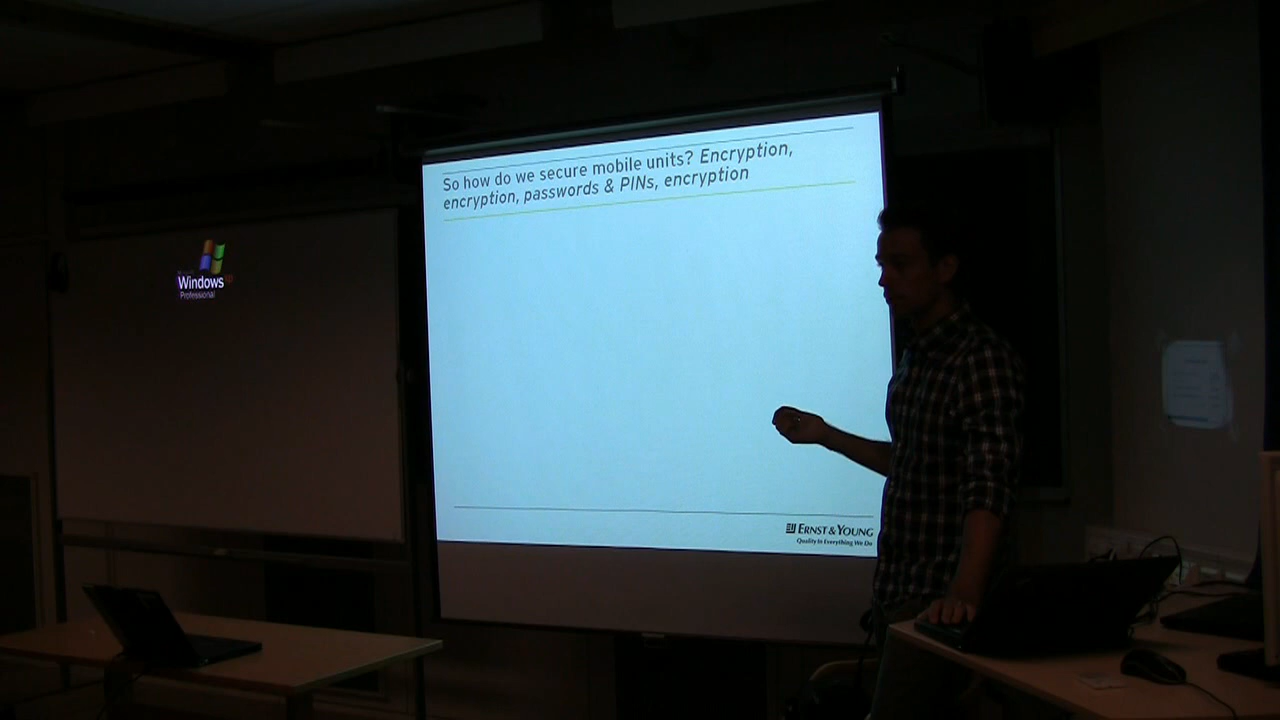 So how do we secure mobile units? Encryption,
encryption, passwords & PINs, encryption
Windows
Professional
ERNST & YOUNG
Quality In Everything We Do